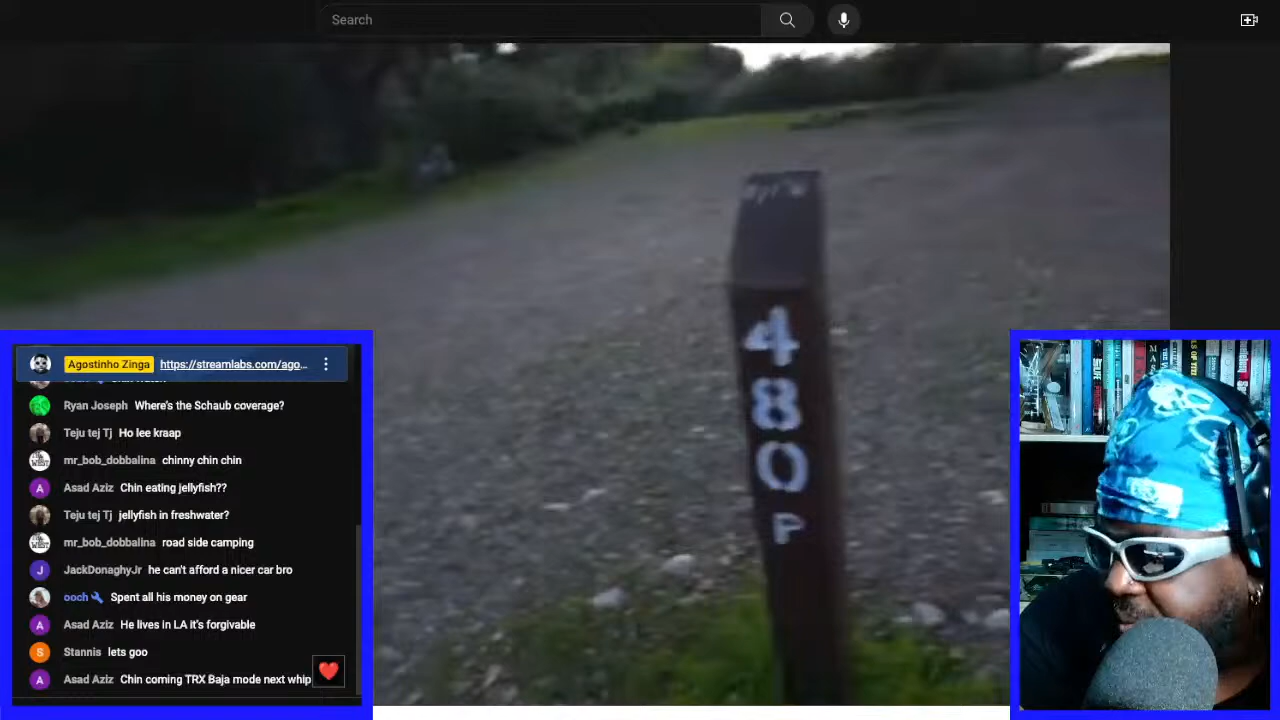 Search
4
8
0
P
Agostinho Zinga https://streamlabs.com/ago...
Ryan Joseph Where's the Schaub coverage?
Teju tej Tj Ho lee kraap
mr_bob_dobbalina chinny chin chin
A Asad Aziz Chin eating jellyfish??
Teju tej Tj jellyfish in freshwater?
mr_bob_dobbalina road side camping
J JackDonaghyJr he can't afford a nicer car bro
ooch Spent all his money on gear
A Asad Aziz He lives in LA it's forgivable
S Stannis lets goo
A Asad Aziz Chin coming TRX Baja mode next whip